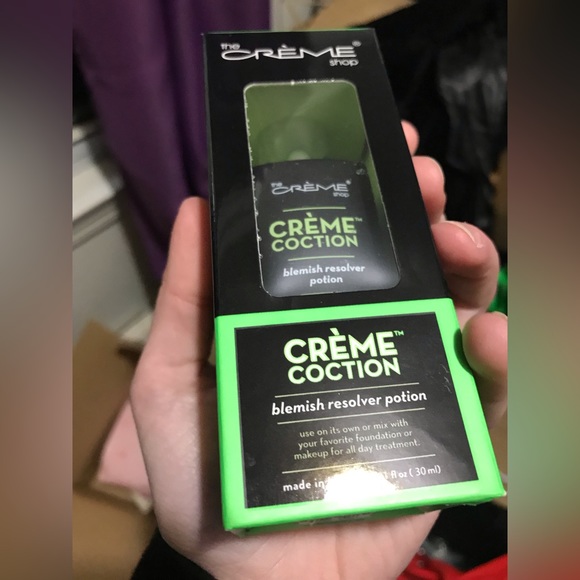 the
CRÈME®
shop
the
CRÈME®
shop
CRÈME™
COCTION
blemish resolver
potion
CRÈME™
COCTION
blemish resolver potion
use on its own or mix with
your favorite foundation or
makeup for all day treatment.
made in fl oz ( 30 ml)